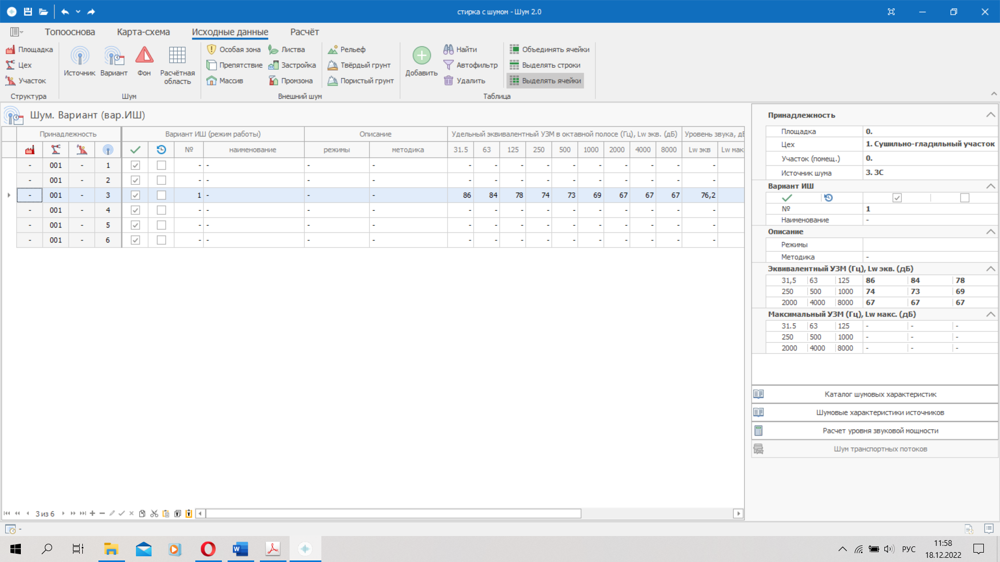 стирка с шумом - Шум 2.0
Топооснова Карта-схема Исходные данные Расчёт
Площадка
Цех
Участок
Структура
Источник Вариант Фон Расчётная область
Шум
Особая зона Листва
Препятствие Застройка
Массив Промзона
Рельеф
Твёрдый грунт
Пористый грунт
Внешний шум
Добавить
Найти
Автофильтр
Удалить
Объединять ячейки
Выделять строки
Выделять ячейки
Таблица
Шум. Вариант (вар.ИШ)
Принадлежность Вариант ИШ (режим работы) Описание Удельный эквивалентный УЗМ в октавной полосе (Гц), Lw экв. (дБ) Уровень звука, дБ
№ наименование режимы методика 31.5 63 125 250 500 1000 2000 4000 8000 Lw экв Lw мак
- 001 - 1 - - - - - - - - - - - - - -
- 001 - 2 - - - - - - - - - - - - - -
- 001 - 3 1 - - - 86 84 78 74 73 69 67 67 67 76,2
- 001 - 4 - - - - - - - - - - - - - -
- 001 - 5 - - - - - - - - - - - - - -
- 001 - 6 - - - - - - - - - - - - - -
3 из 6
Принадлежность
Площадка 0.
Цех 1. Сушильно-гладильный участок
Участок (помещ.) 0.
Источник шума 3. ЗС
Вариант ИШ
№ 1
Наименование -
Описание
Режимы
Методика -
Эквивалентный УЗМ (Гц), Lw экв. (дБ)
31,5 63 125 86 84 78
250 500 1000 74 73 69
2000 4000 8000 67 67 67
Максимальный УЗМ (Гц), Lw макс. (дБ)
31.5 63 125 - - -
250 500 1000 - - -
2000 4000 8000 - - -
Каталог шумовых характеристик
Шумовые характеристики источников
Расчет уровня звуковой мощности
Шум транспортных потоков
-
РУС
11:58
18.12.2022